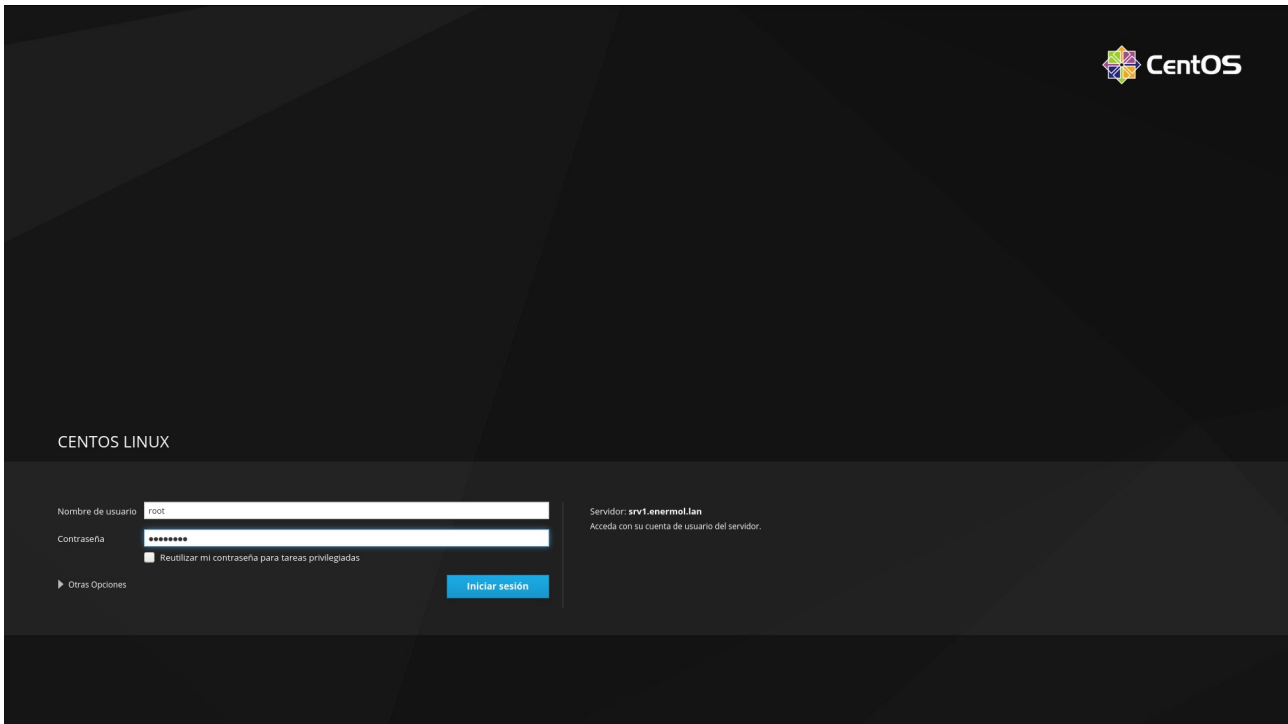 CentOS
CENTOS LINUX
Nombre de usuario root
Contraseña ••••••••
Reutilizar mi contraseña para tareas privilegiadas
Otras Opciones
Iniciar sesión
Servidor: srv1.enermol.lan
Acceda con su cuenta de usuario del servidor.